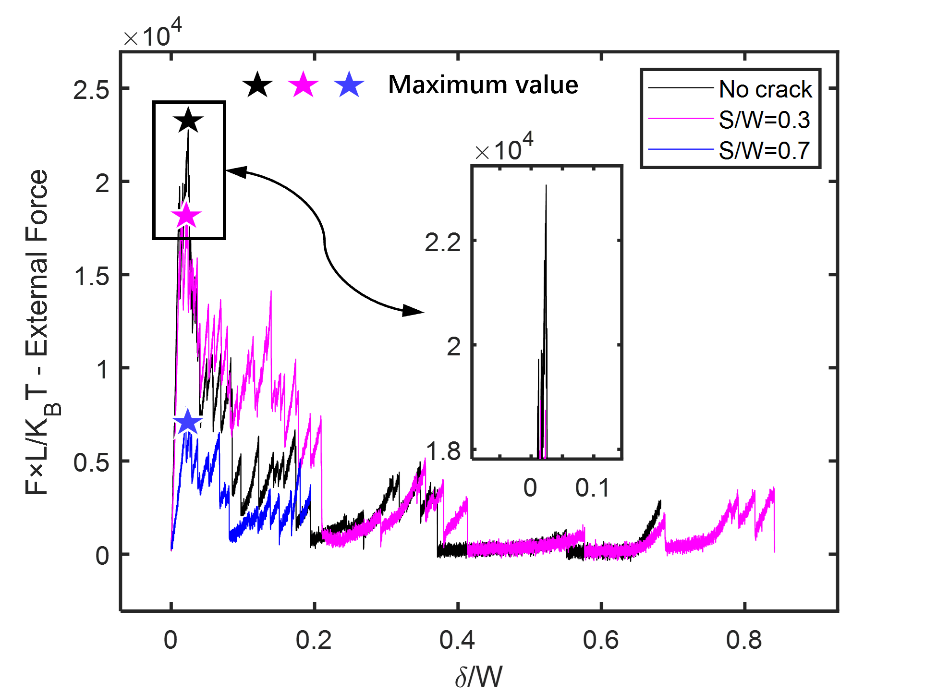 ×10⁴
★ ★ ★ Maximum value
No crack
S/W=0.3
S/W=0.7
2.5
2
1.5
1
0.5
0
×10⁴
2.2
2
1.8
0 0.1
0 0.2 0.4 0.6 0.8
δ/W
F×L/K_BT - External Force